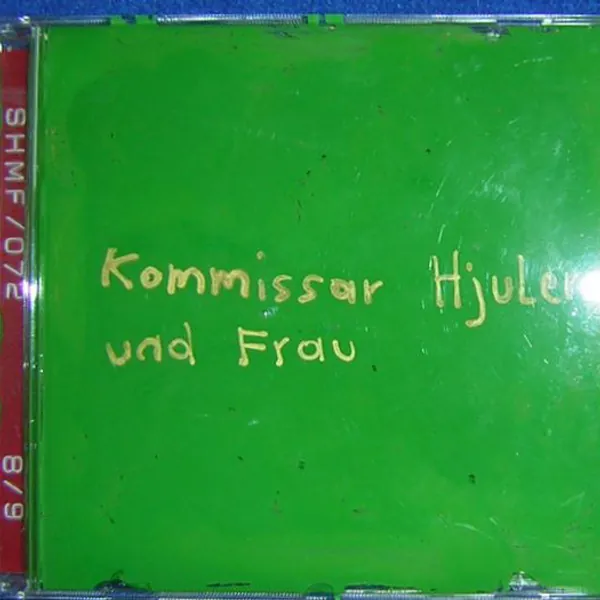 SHMF/072 8/9
Kommissar Hjuler
und Frau